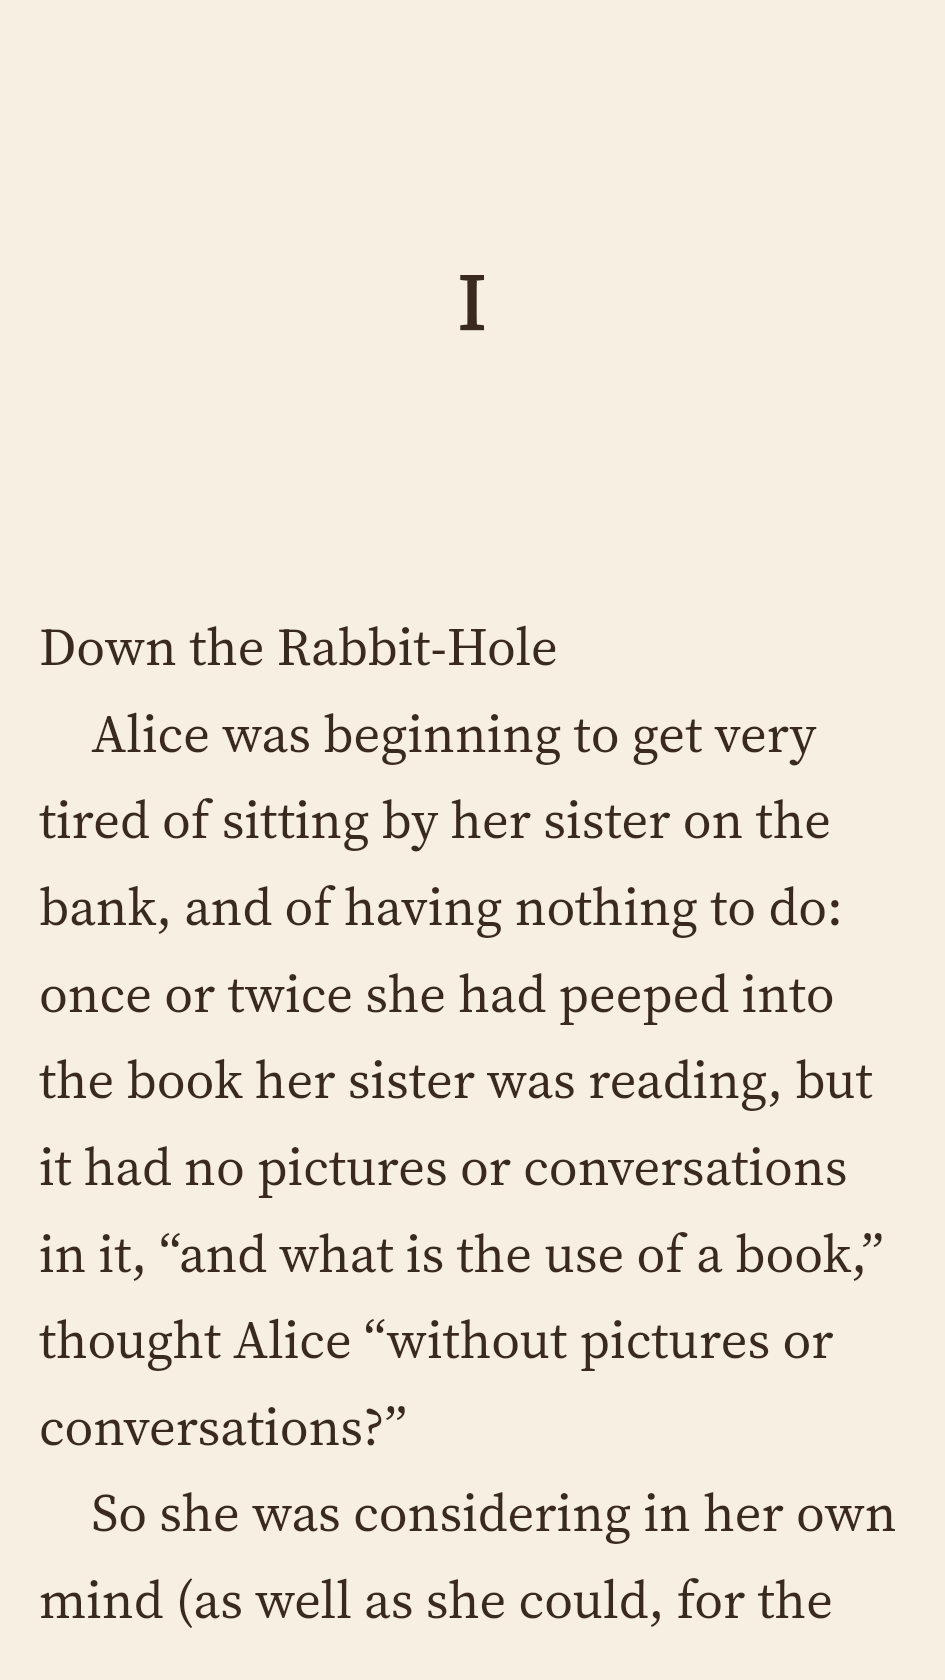 I
Down the Rabbit-Hole
Alice was beginning to get very
tired of sitting by her sister on the
bank, and of having nothing to do:
once or twice she had peeped into
the book her sister was reading, but
it had no pictures or conversations
in it, “and what is the use of a book,”
thought Alice “without pictures or
conversations?”
So she was considering in her own
mind (as well as she could, for the